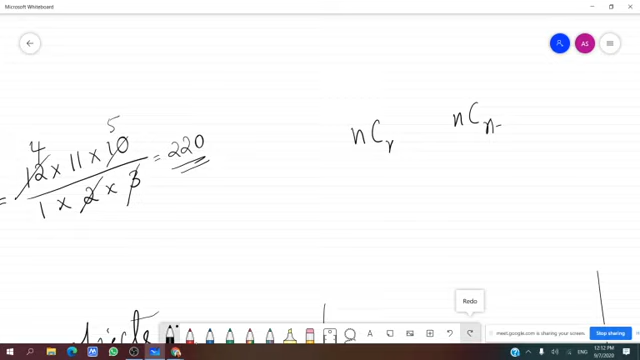 Microsoft Whiteboard
AS
4 5
= 12 × 11 × 10 = 220
1 × 2 × 3
nCr nCn-
Redo
meet.google.com is sharing your screen.
Stop sharing
12:12 PM
9/7/2020